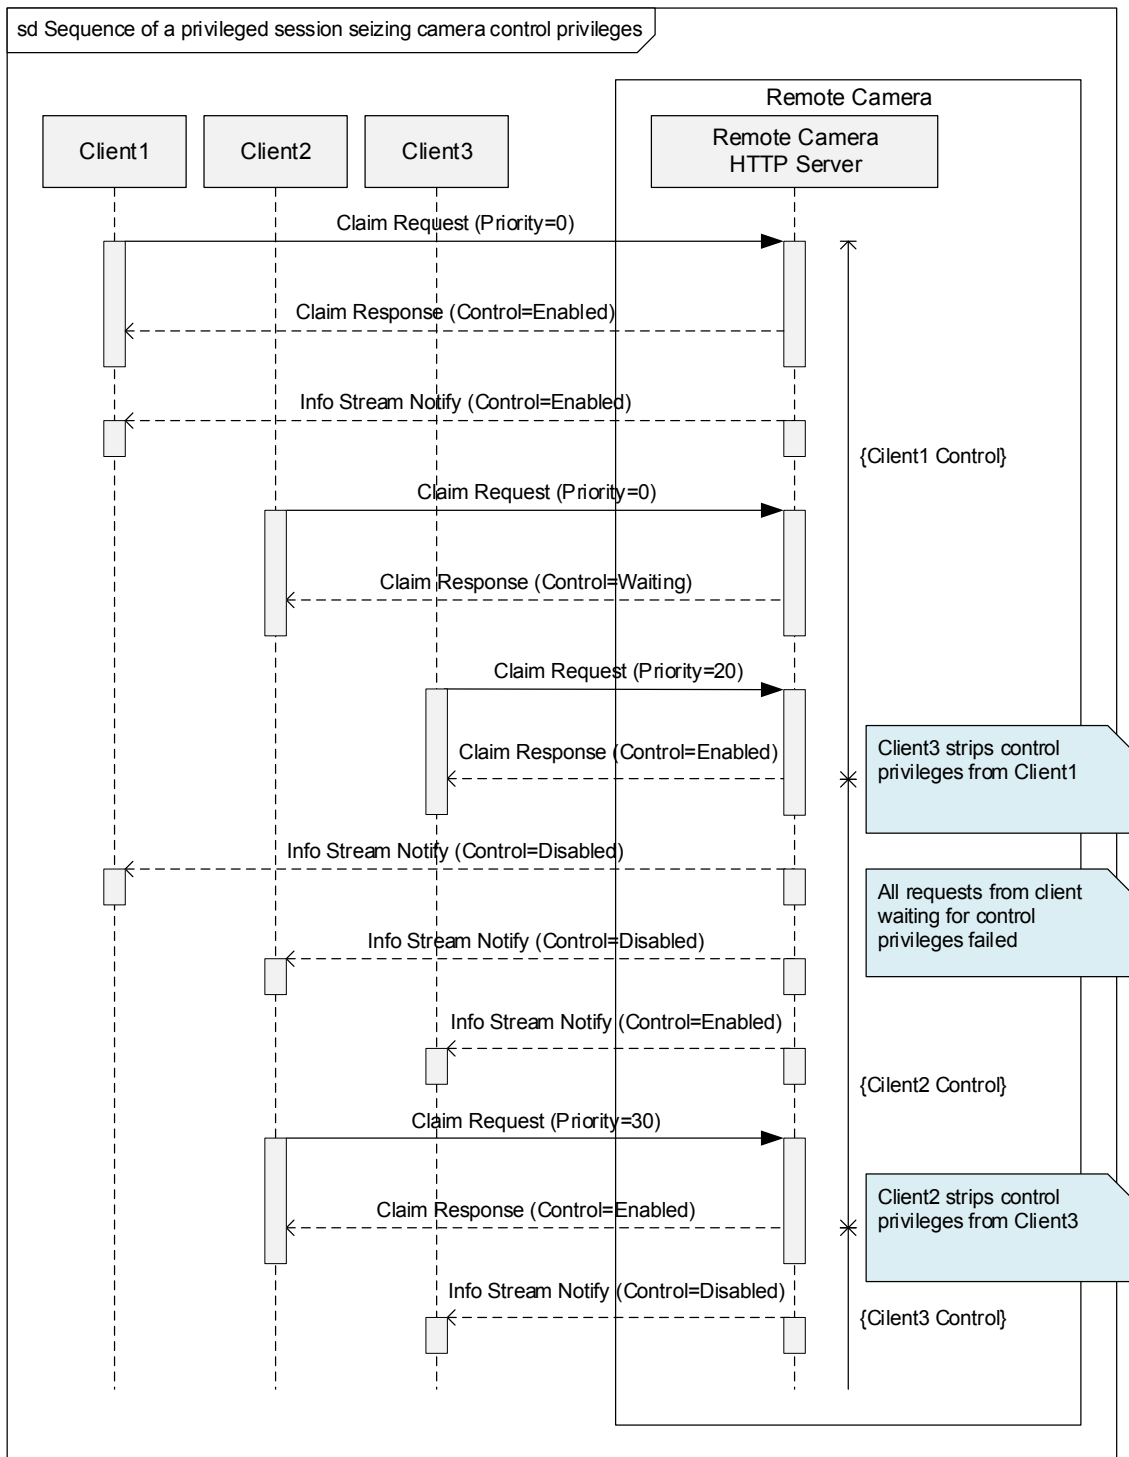 sd Sequence of a privileged session seizing camera control privileges
Remote Camera
Client1
Client2
Client3
Remote Camera
HTTP Server
Claim Request (Priority=0)
Claim Response (Control=Enabled)
Info Stream Notify (Control=Enabled)
{Cilent1 Control}
Claim Request (Priority=0)
Claim Response (Control=Waiting)
Claim Request (Priority=20)
Claim Response (Control=Enabled)
Client3 strips control
privileges from Client1
Info Stream Notify (Control=Disabled)
All requests from client
waiting for control
privileges failed
Info Stream Notify (Control=Disabled)
Info Stream Notify (Control=Enabled)
{Cilent2 Control}
Claim Request (Priority=30)
Claim Response (Control=Enabled)
Client2 strips control
privileges from Client3
Info Stream Notify (Control=Disabled)
{Cilent3 Control}